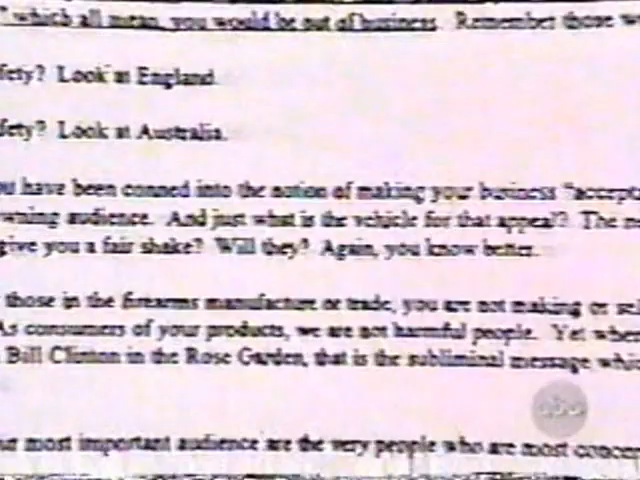 " which all mean, you would be out of business. Remember those w
fety? Look at England.
fety? Look at Australia.
ou have been conned into the notion of making your business "accept
wning audience. And just what is the vehicle for that appeal? The m
give you a fair shake? Will they? Again, you know better.
those in the firearms manufacture or trade, you are not making or se
As consumers of your products, we are not harmful people. Yet when
Bill Clinton in the Rose Garden, that is the subliminal message whi
ur most important audience are the very people who are most concer
abc